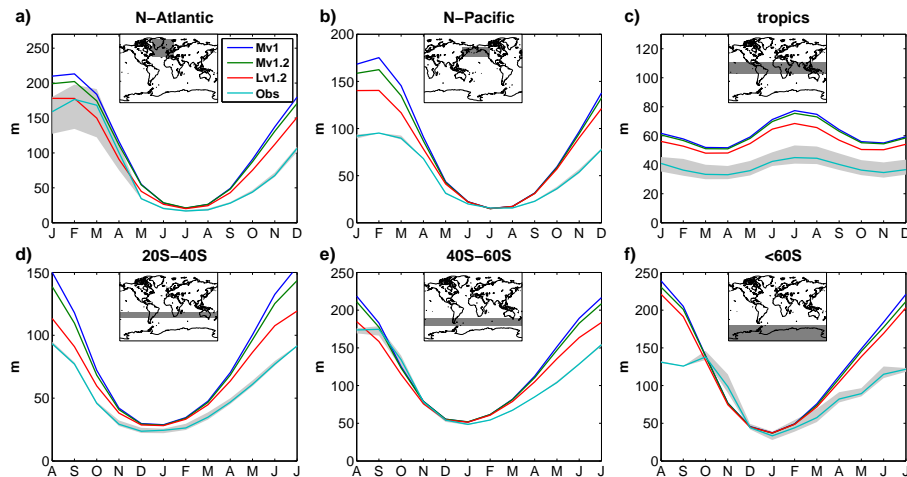 a) N−Atlantic
250
200
150
100
50
0
m
J F M A M J J A S O N D
Mv1
Mv1.2
Lv1.2
Obs
b) N−Pacific
200
150
100
50
0
J F M A M J J A S O N D
c) tropics
120
100
80
60
40
20
0
m
J F M A M J J A S O N D
d) 20S−40S
150
100
50
0
m
A S O N D J F M A M J J
e) 40S−60S
250
200
150
100
50
0
m
A S O N D J F M A M J J
f) <60S
250
200
150
100
50
0
m
A S O N D J F M A M J J